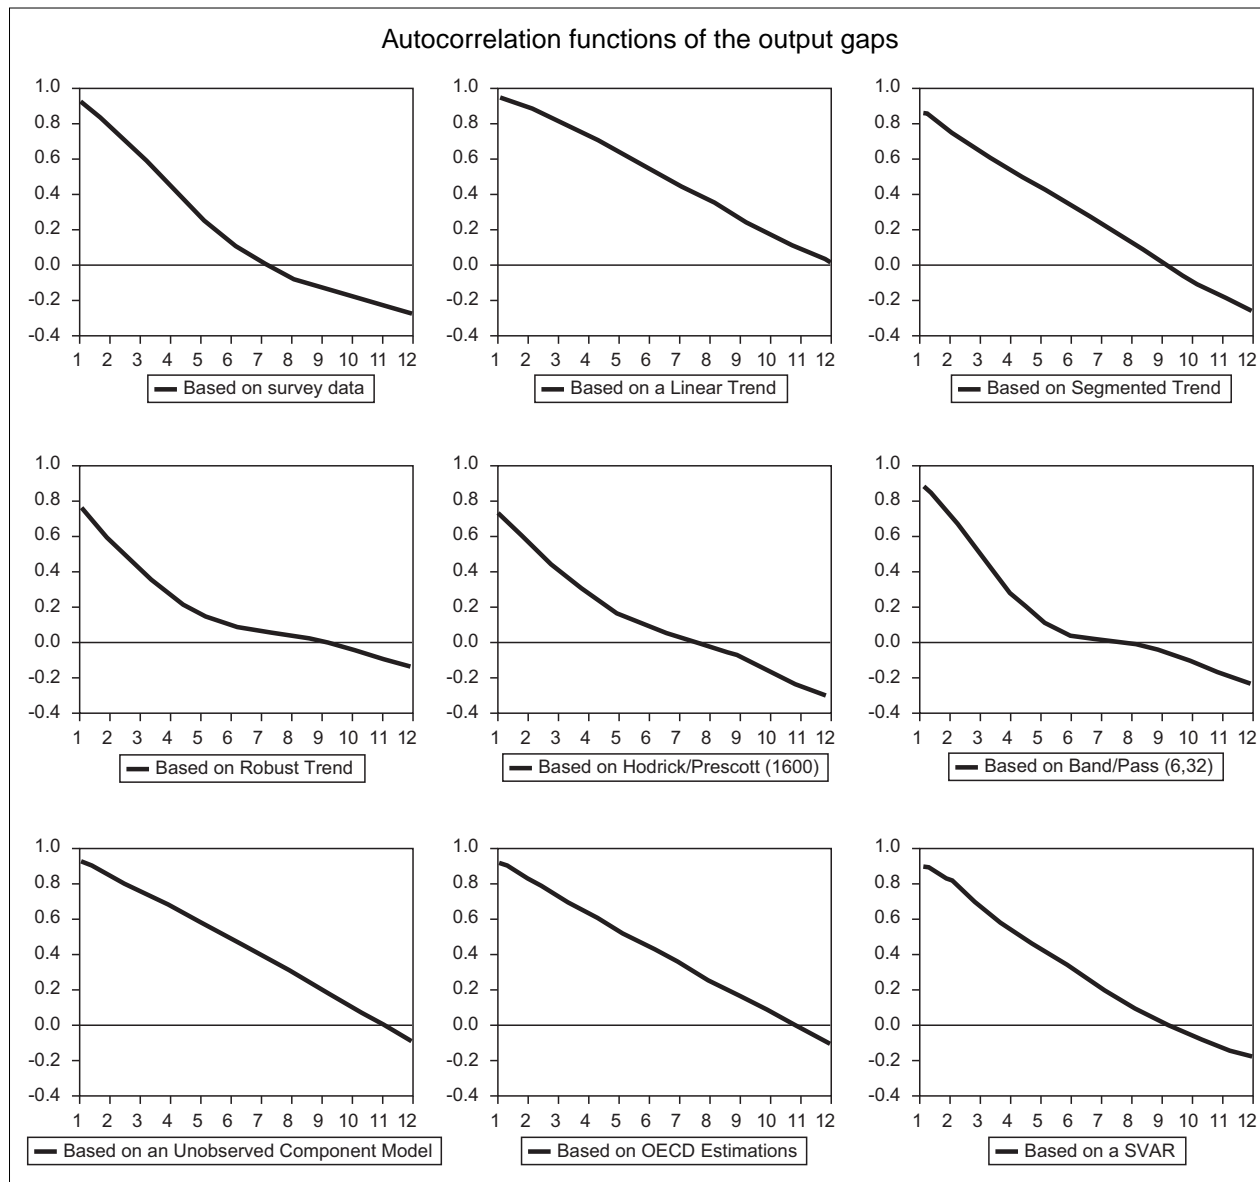 Autocorrelation functions of the output gaps
1.0 1.0 1.0
0.8 0.8 0.8
0.6 0.6 0.6
0.4 0.4 0.4
0.2 0.2 0.2
0.0 0.0 0.0
-0.2 -0.2 -0.2
-0.4 -0.4 -0.4
1 2 3 4 5 6 7 8 9 10 11 12 1 2 3 4 5 6 7 8 9 10 11 12 1 2 3 4 5 6 7 8 9 10 11 12
Based on survey data Based on a Linear Trend Based on Segmented Trend
1.0 1.0 1.0
0.8 0.8 0.8
0.6 0.6 0.6
0.4 0.4 0.4
0.2 0.2 0.2
0.0 0.0 0.0
-0.2 -0.2 -0.2
-0.4 -0.4 -0.4
1 2 3 4 5 6 7 8 9 10 11 12 1 2 3 4 5 6 7 8 9 10 11 12 1 2 3 4 5 6 7 8 9 10 11 12
Based on Robust Trend Based on Hodrick/Prescott (1600) Based on Band/Pass (6,32)
1.0 1.0 1.0
0.8 0.8 0.8
0.6 0.6 0.6
0.4 0.4 0.4
0.2 0.2 0.2
0.0 0.0 0.0
-0.2 -0.2 -0.2
-0.4 -0.4 -0.4
1 2 3 4 5 6 7 8 9 10 11 12 1 2 3 4 5 6 7 8 9 10 11 12 1 2 3 4 5 6 7 8 9 10 11 12
Based on an Unobserved Component Model Based on OECD Estimations Based on a SVAR